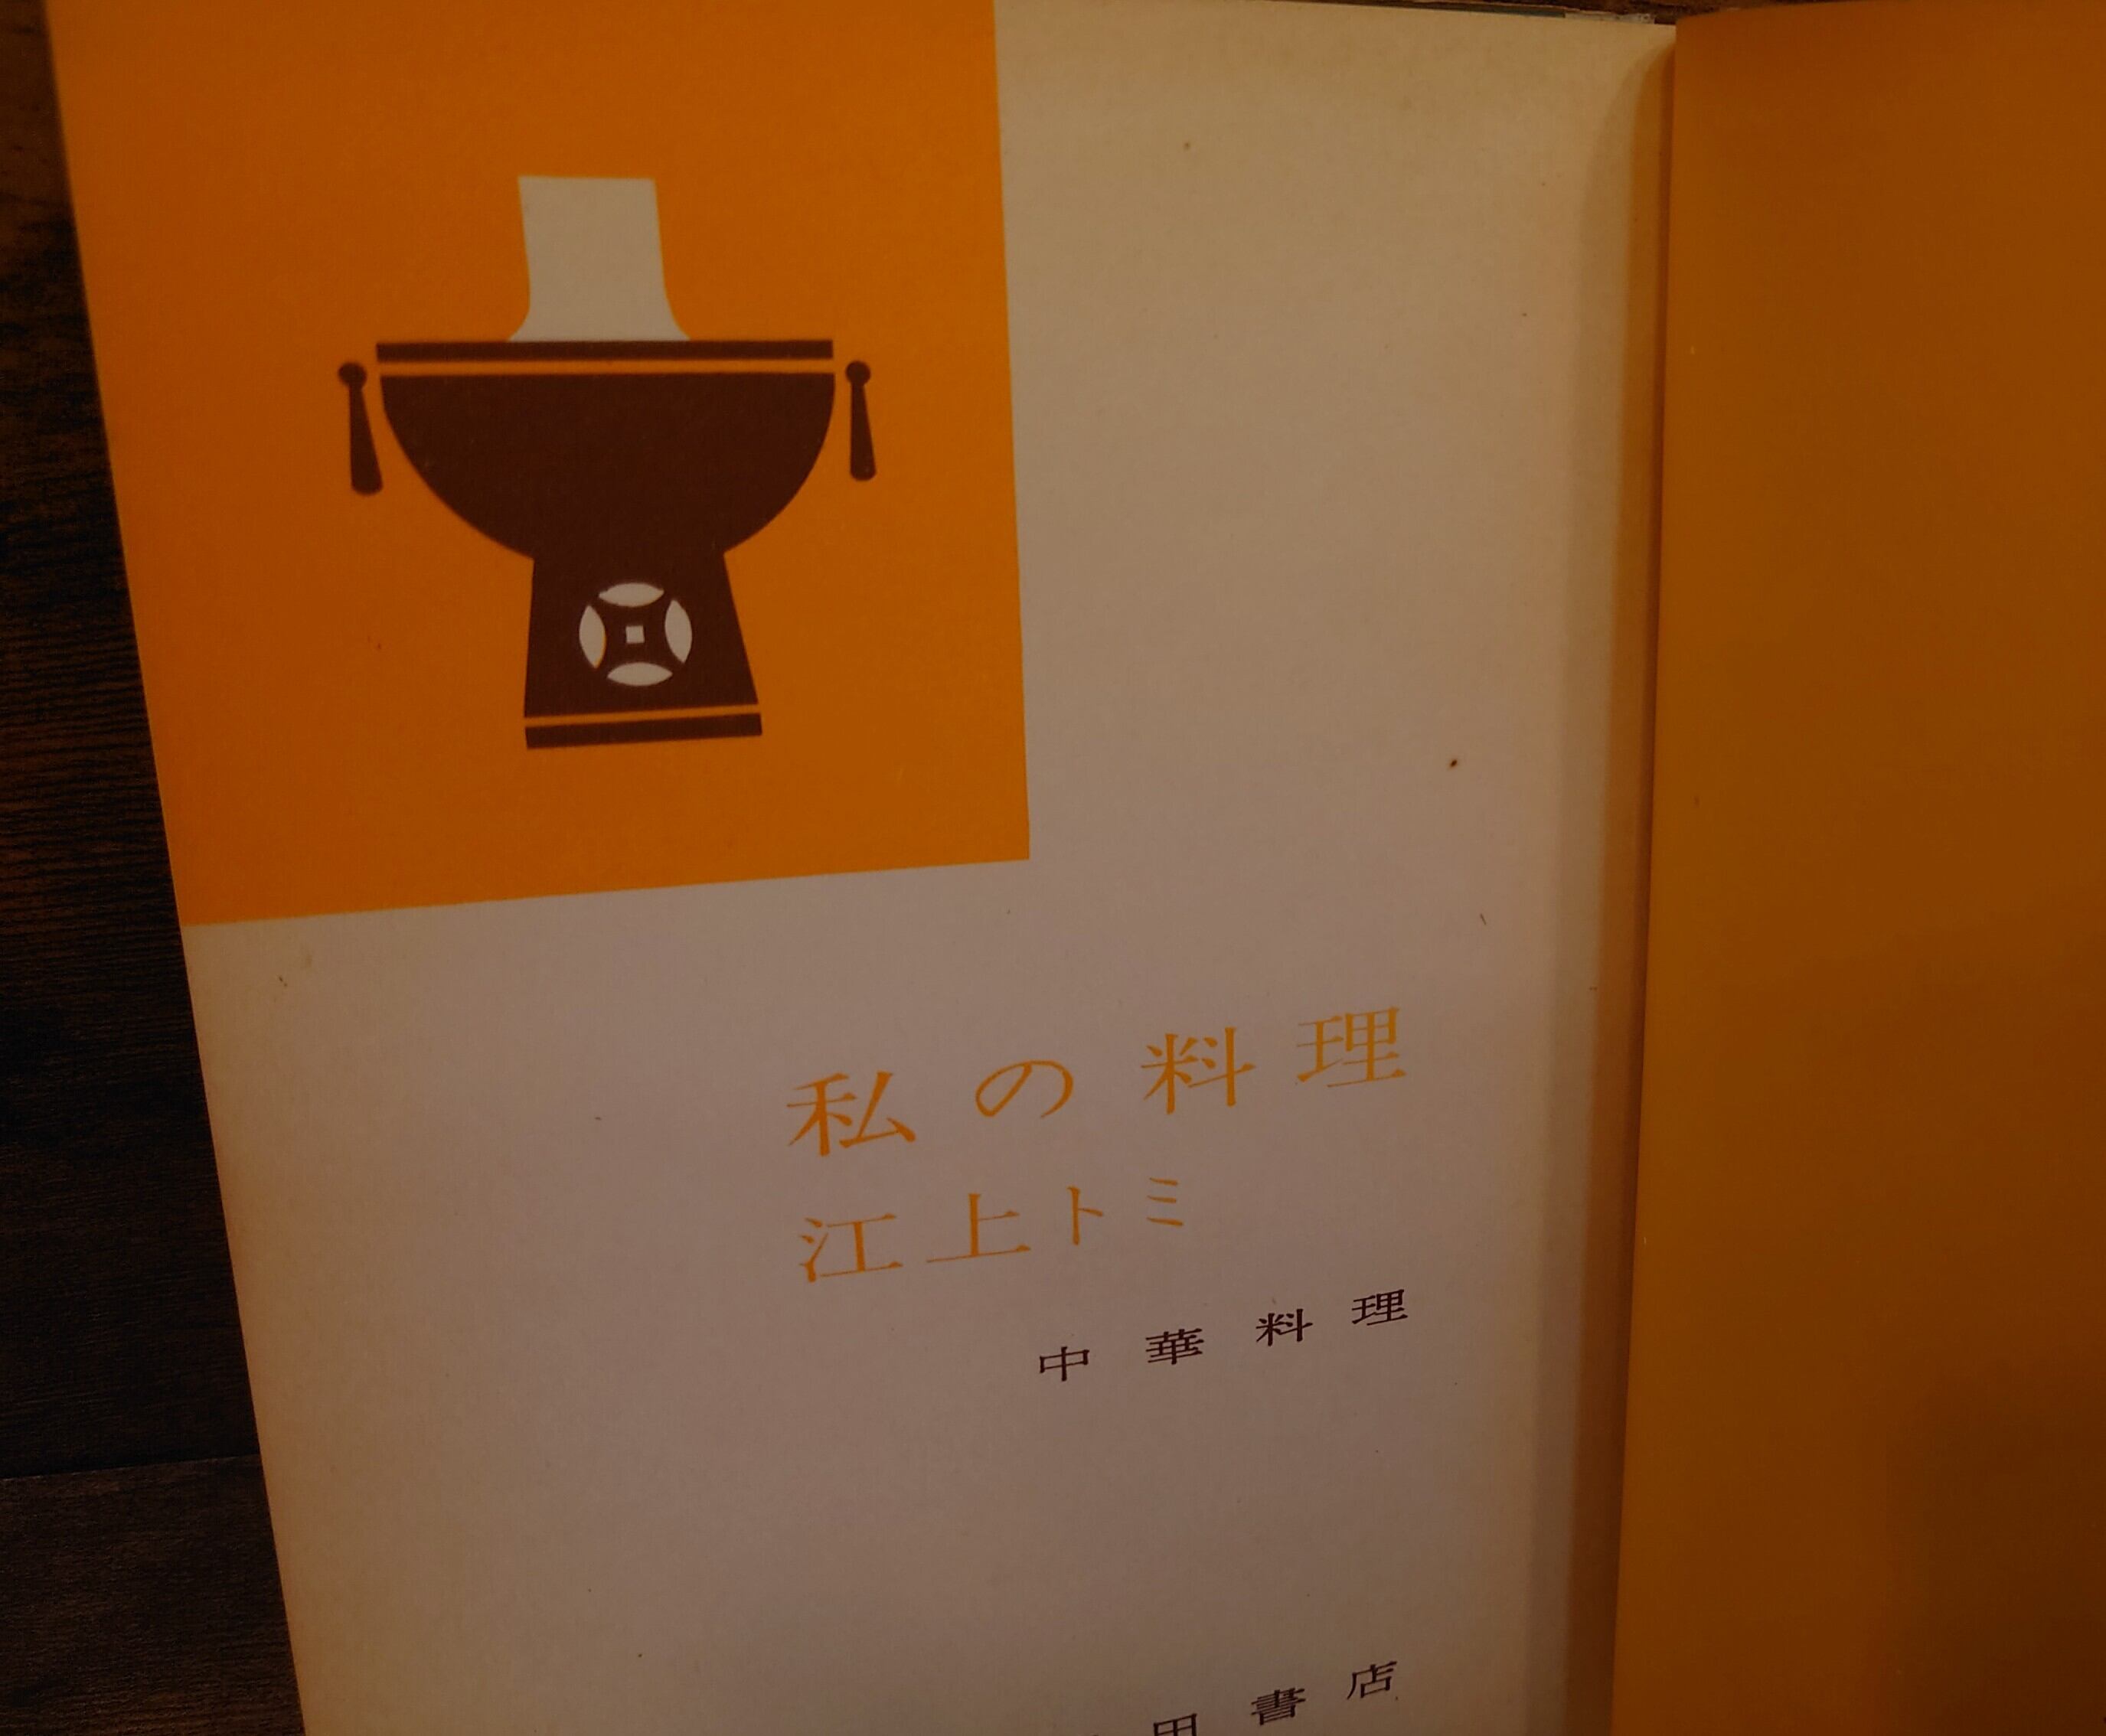 私の料理
江上トミ
中華料理
田書店